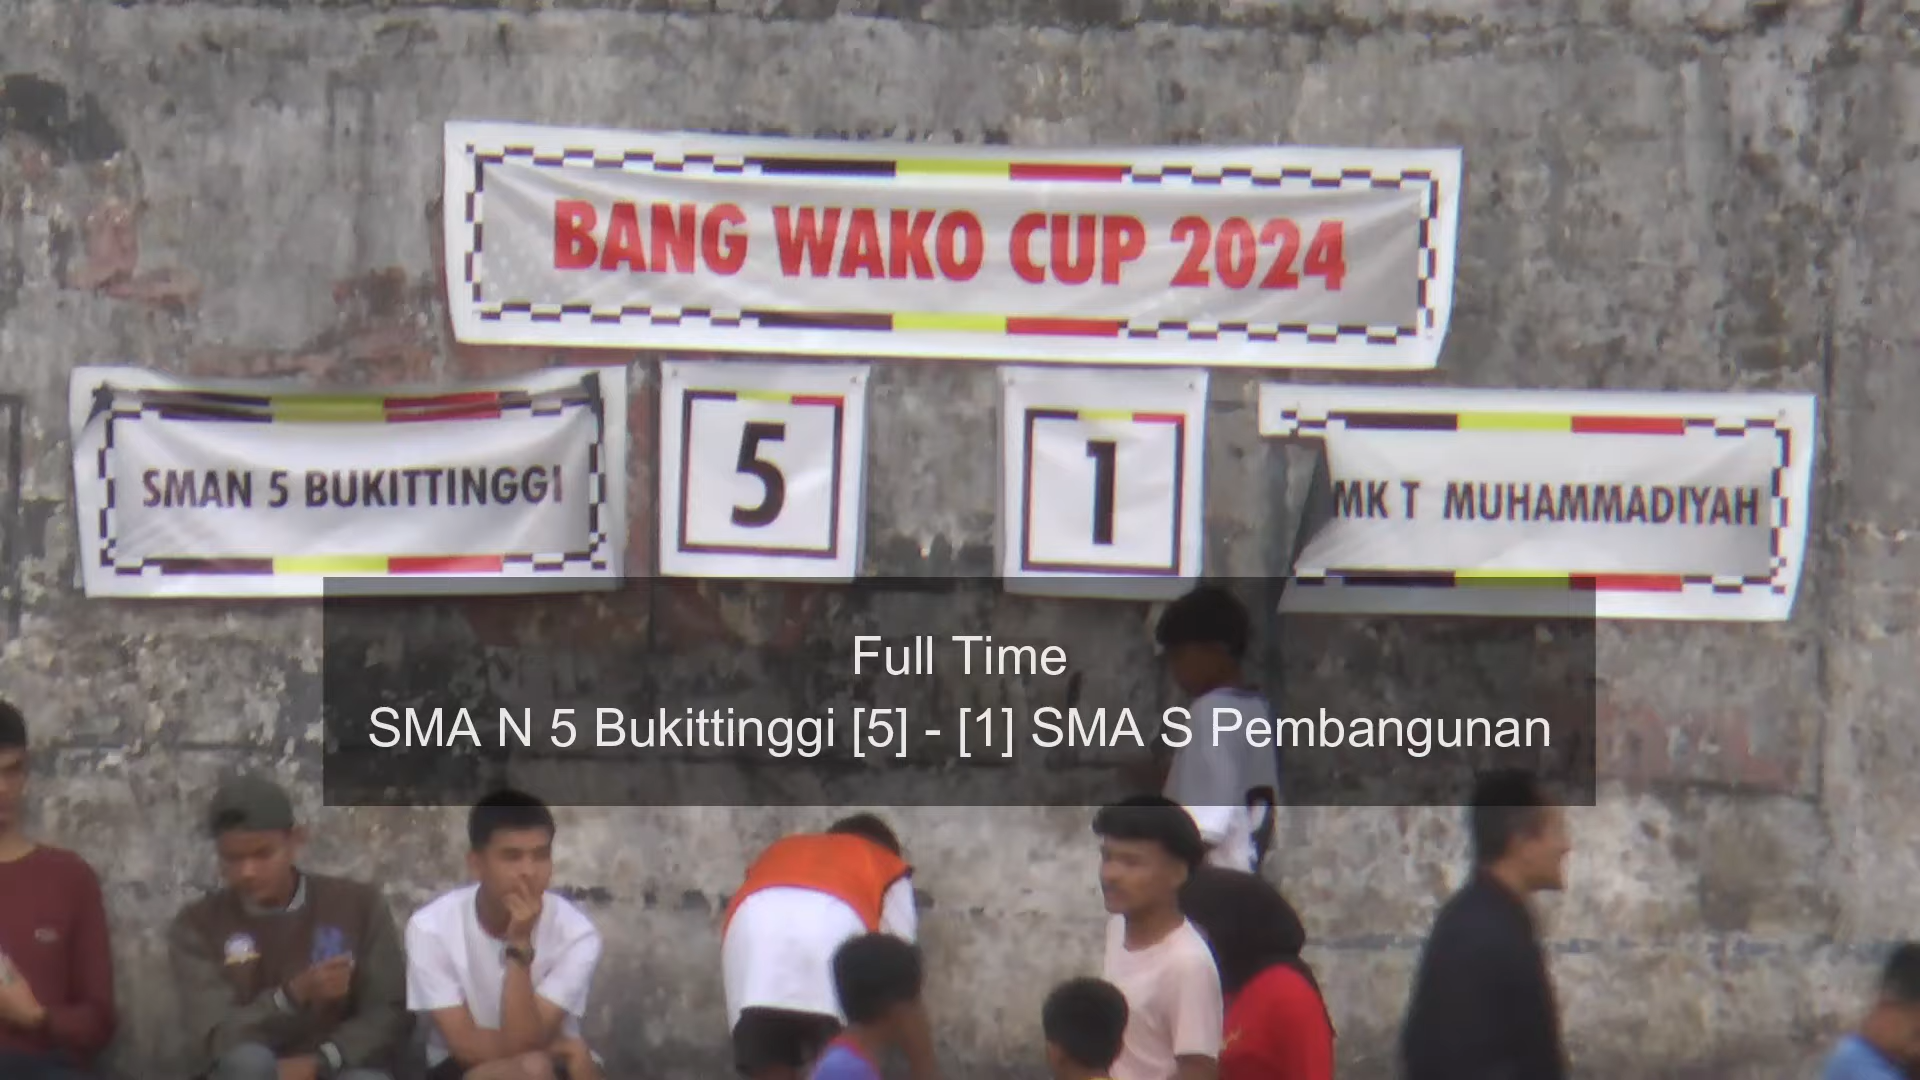 BANG WAKO CUP 2024
SMAN 5 BUKITTINGGI
5
1
MK T MUHAMMADIYAH
Full Time
SMA N 5 Bukittinggi [5] - [1] SMA S Pembangunan